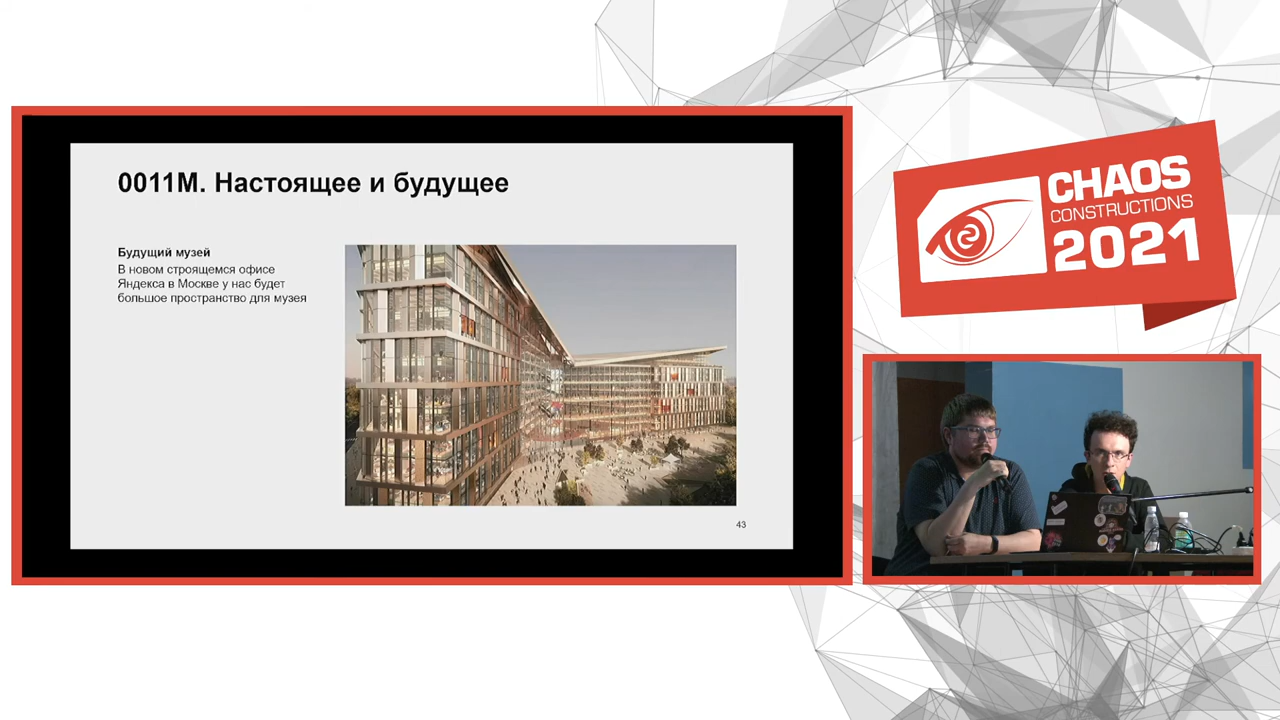 0011М. Настоящее и будущее
Будущий музей
В новом строящемся офисе
Яндекса в Москве у нас будет
большое пространство для музея
43
CHAOS
CONSTRUCTIONS
2021